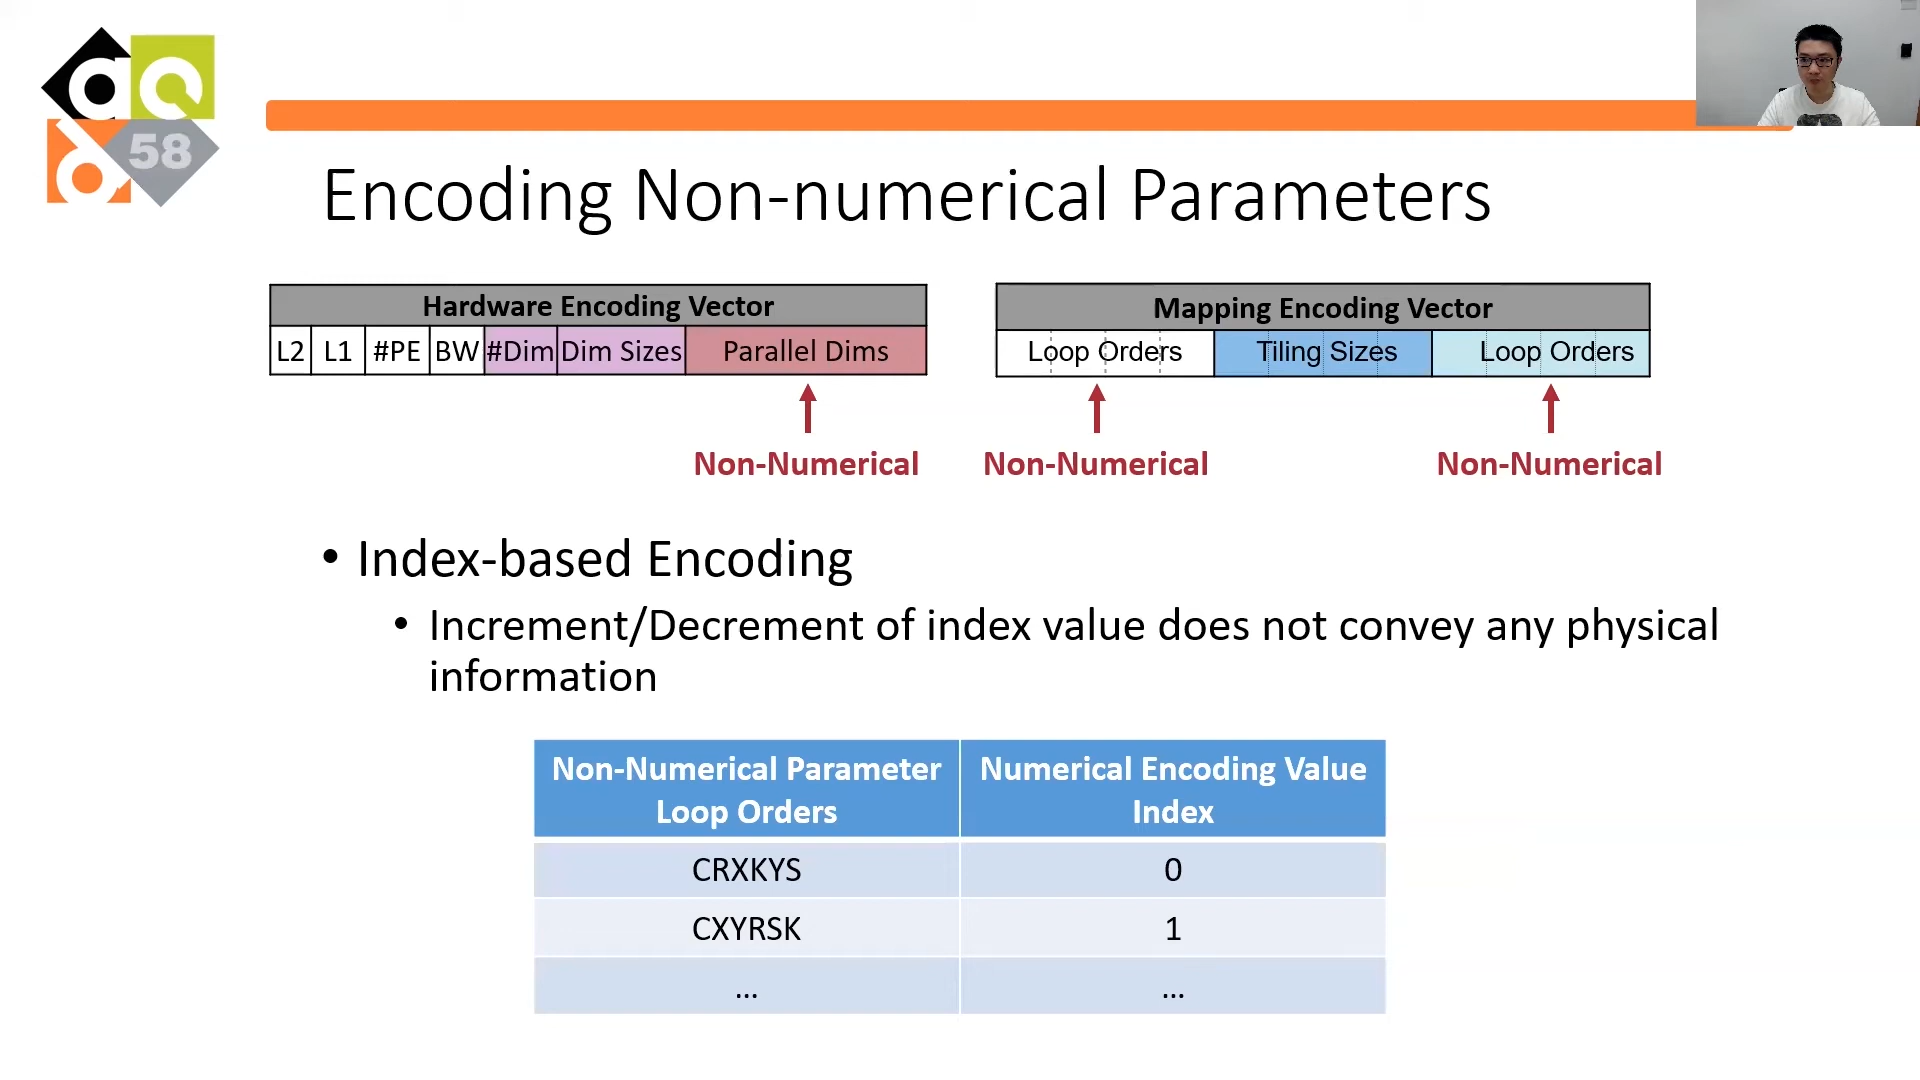 58
Encoding Non-numerical Parameters
Hardware Encoding Vector
L2 L1 #PE BW #Dim Dim Sizes Parallel Dims
Mapping Encoding Vector
Loop Orders Tiling Sizes Loop Orders
Non-Numerical Non-Numerical Non-Numerical
• Index-based Encoding
• Increment/Decrement of index value does not convey any physical
information
Non-Numerical Parameter
Loop Orders
Numerical Encoding Value
Index
CRXKYS 0
CXYRSK 1
... ...